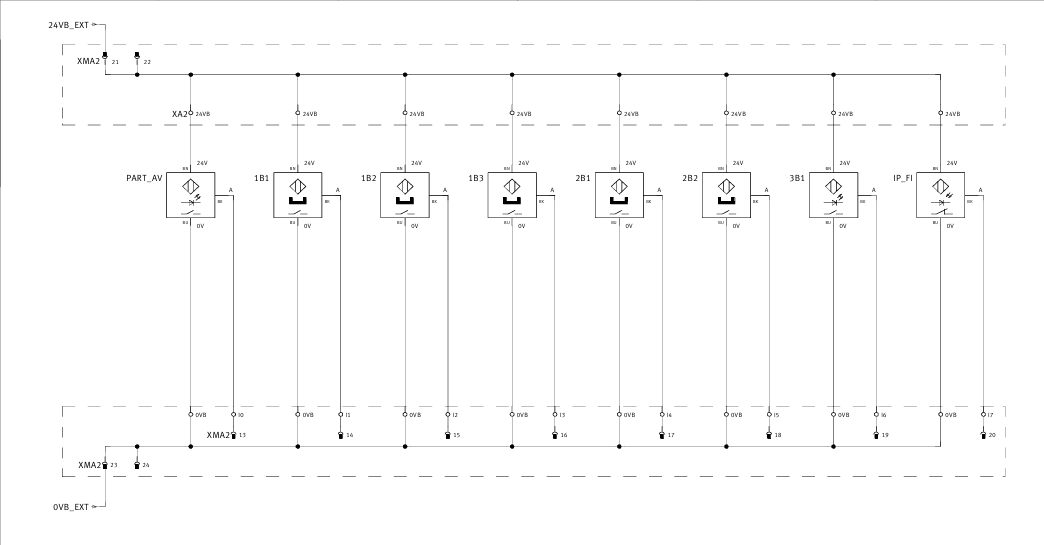 24VB_EXT
XMA2 21 22
XA2 24VB 24VB 24VB 24VB 24VB 24VB 24VB 24VB
24V 24V 24V 24V 24V 24V 24V 24V
BN BN BN BN BN BN BN BN
PART_AV 1B1 1B2 1B3 2B1 2B2 3B1 IP_FI
A A A A A A A A
BK BK BK BK BK BK BK BK
BU BU BU BU BU BU BU BU
0V 0V 0V 0V 0V 0V 0V 0V
0VB I0 0VB I1 0VB I2 0VB I3 0VB I4 0VB I5 0VB I6 0VB I7
XMA2 13 14 15 16 17 18 19 20
XMA2 23 24
0VB_EXT